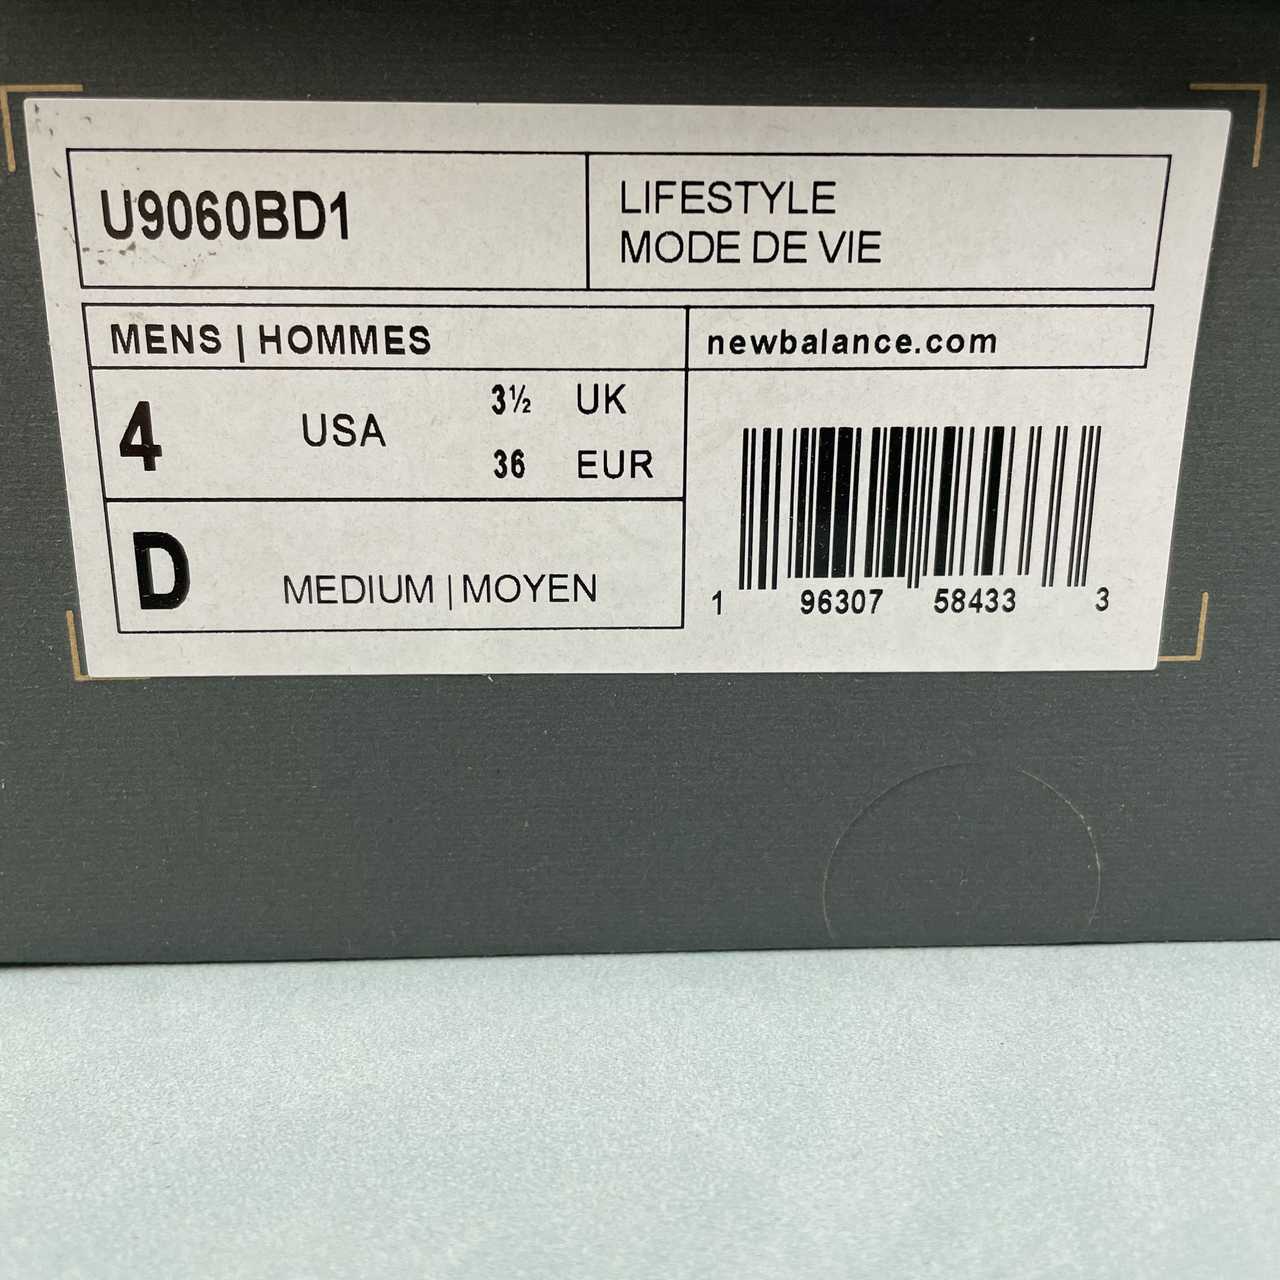 U9060BD1
LIFESTYLE
MODE DE VIE
MENS | HOMMES
newbalance.com
4 USA
3½ UK
36 EUR
D MEDIUM | MOYEN
1 96307 58433 3